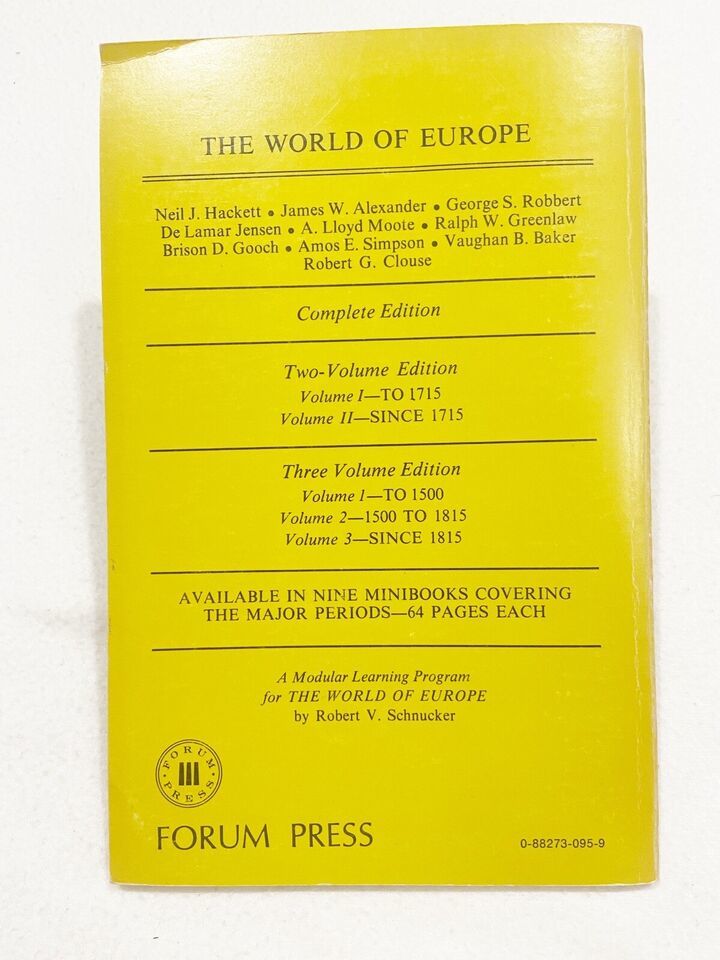 THE WORLD OF EUROPE
Neil J. Hackett • James W. Alexander • George S. Robbert
De Lamar Jensen • A. Lloyd Moote • Ralph W. Greenlaw
Brison D. Gooch • Amos E. Simpson • Vaughan B. Baker
Robert G. Clouse
Complete Edition
Two-Volume Edition
Volume I—TO 1715
Volume II—SINCE 1715
Three Volume Edition
Volume 1—TO 1500
Volume 2—1500 TO 1815
Volume 3—SINCE 1815
AVAILABLE IN NINE MINIBOOKS COVERING
THE MAJOR PERIODS—64 PAGES EACH
A Modular Learning Program
for THE WORLD OF EUROPE
by Robert V. Schnucker
FORUM • PRESS •
FORUM PRESS
0-88273-095-9